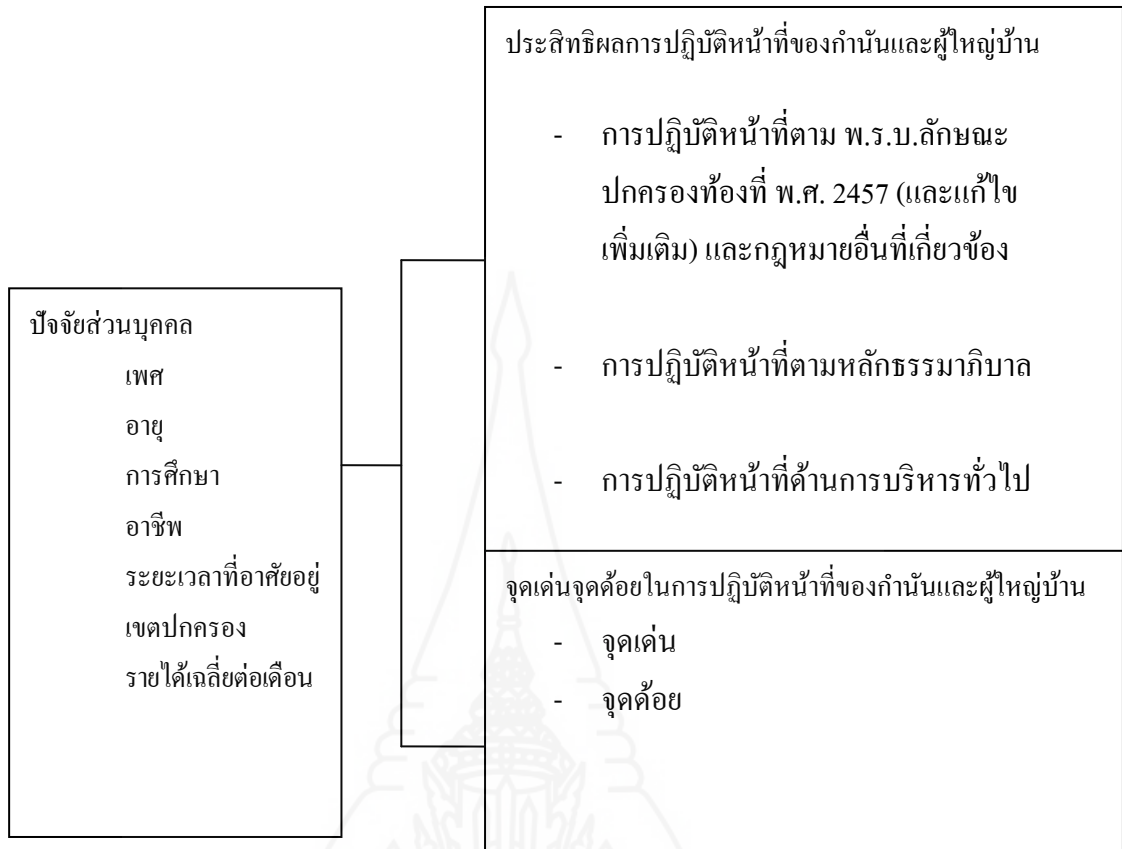 ประสิทธิผลการปฏิบัติหน้าที่ของกำนันและผู้ใหญ่บ้าน
- การปฏิบัติหน้าที่ตาม พ.ร.บ.ลักษณะ
ปกครองท้องที่ พ.ศ. 2457 (และแก้ไข
เพิ่มเติม) และกฎหมายอื่นที่เกี่ยวข้อง
- การปฏิบัติหน้าที่ตามหลักธรรมาภิบาล
- การปฏิบัติหน้าที่ด้านการบริหารทั่วไป
ปัจจัยส่วนบุคคล
เพศ
อายุ
การศึกษา
อาชีพ
ระยะเวลาที่อาศัยอยู่
เขตปกครอง
รายได้เฉลี่ยต่อเดือน
จุดเด่นจุดด้อยในการปฏิบัติหน้าที่ของกำนันและผู้ใหญ่บ้าน
- จุดเด่น
- จุดด้อย